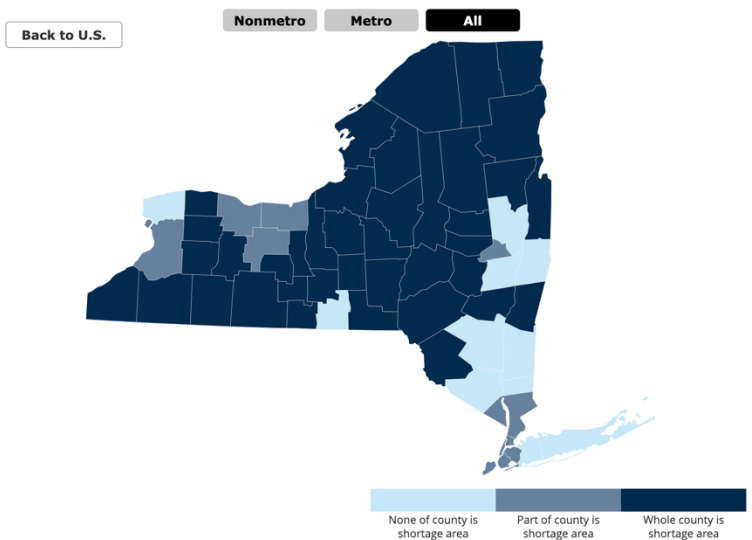 Nonmetro Metro All
Back to U.S.
None of county is Part of county is Whole county is
shortage area shortage area shortage area